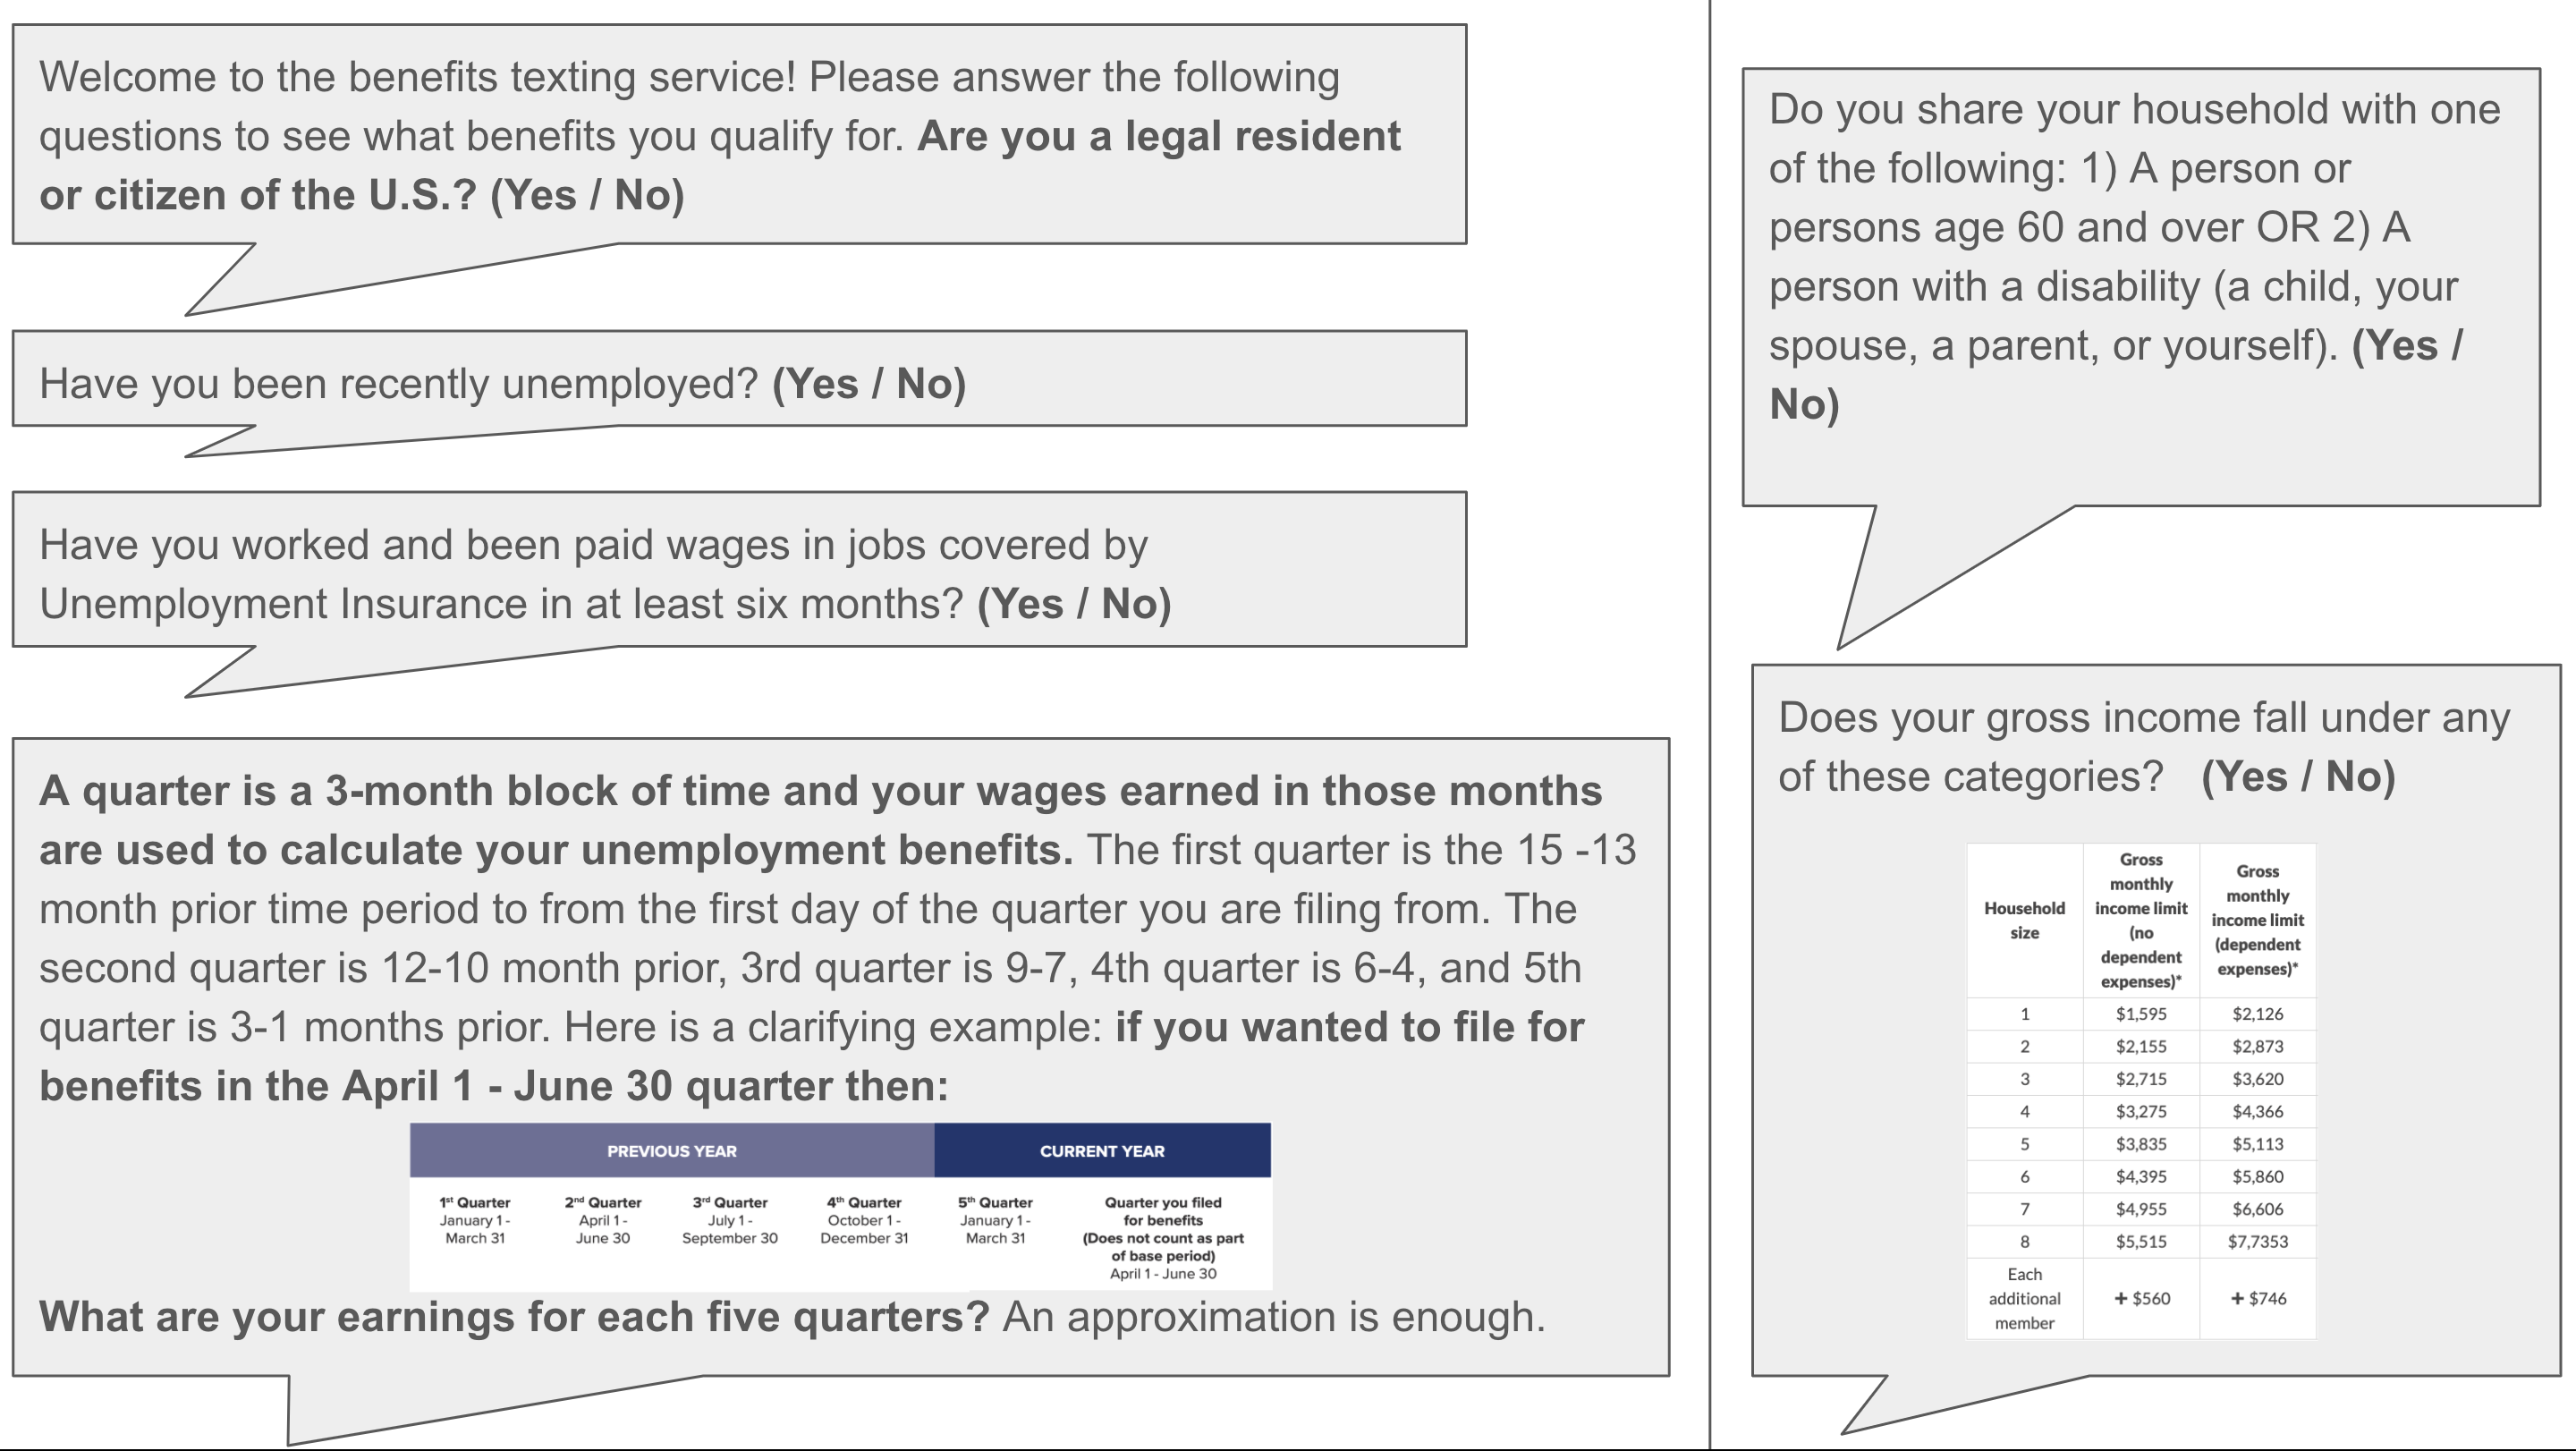 Welcome to the benefits texting service! Please answer the following
questions to see what benefits you qualify for. Are you a legal resident
or citizen of the U.S.? (Yes / No)
Have you been recently unemployed? (Yes / No)
Have you worked and been paid wages in jobs covered by
Unemployment Insurance in at least six months? (Yes / No)
A quarter is a 3-month block of time and your wages earned in those months
are used to calculate your unemployment benefits. The first quarter is the 15 -13
month prior time period to from the first day of the quarter you are filing from. The
second quarter is 12-10 month prior, 3rd quarter is 9-7, 4th quarter is 6-4, and 5th
quarter is 3-1 months prior. Here is a clarifying example: if you wanted to file for
benefits in the April 1 - June 30 quarter then:
PREVIOUS YEAR CURRENT YEAR
1st Quarter
January 1 -
March 31
2nd Quarter
April 1 -
June 30
3rd Quarter
July 1 -
September 30
4th Quarter
October 1 -
December 31
5th Quarter
January 1 -
March 31
Quarter you filed
for benefits
(Does not count as part
of base period)
April 1 - June 30
What are your earnings for each five quarters? An approximation is enough.
Do you share your household with one
of the following: 1) A person or
persons age 60 and over OR 2) A
person with a disability (a child, your
spouse, a parent, or yourself). (Yes /
No)
Does your gross income fall under any
of these categories? (Yes / No)
Household
size
Gross
monthly
income limit
(no
dependent
expenses)*
Gross
monthly
income limit
(dependent
expenses)*
1 $1,595 $2,126
2 $2,155 $2,873
3 $2,715 $3,620
4 $3,275 $4,366
5 $3,835 $5,113
6 $4,395 $5,860
7 $4,955 $6,606
8 $5,515 $7,7353
Each
additional
member
+ $560 + $746